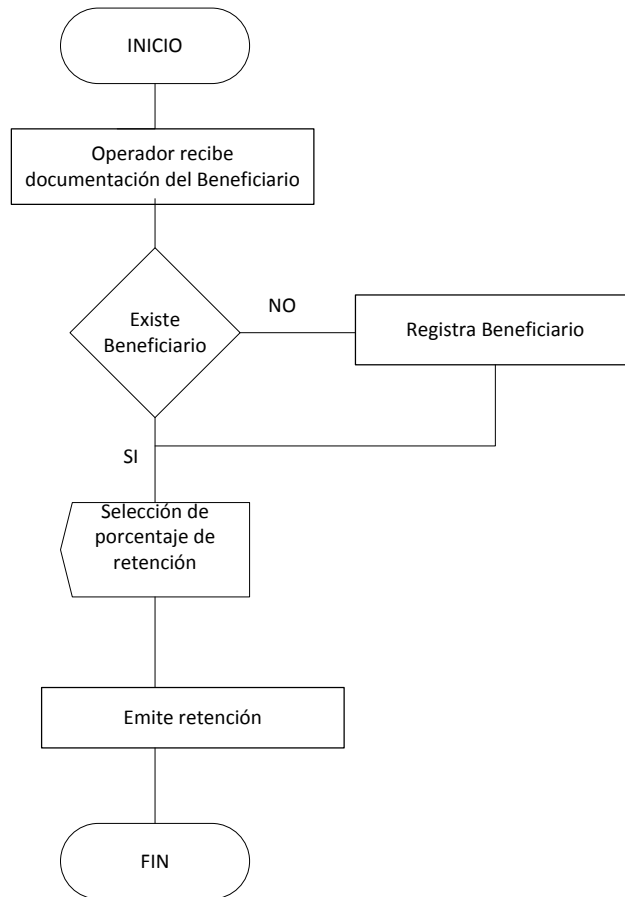 INICIO
Operador recibe
documentación del Beneficiario
Existe
Beneficiario
NO
Registra Beneficiario
SI
Selección de
porcentaje de
retención
Emite retención
FIN